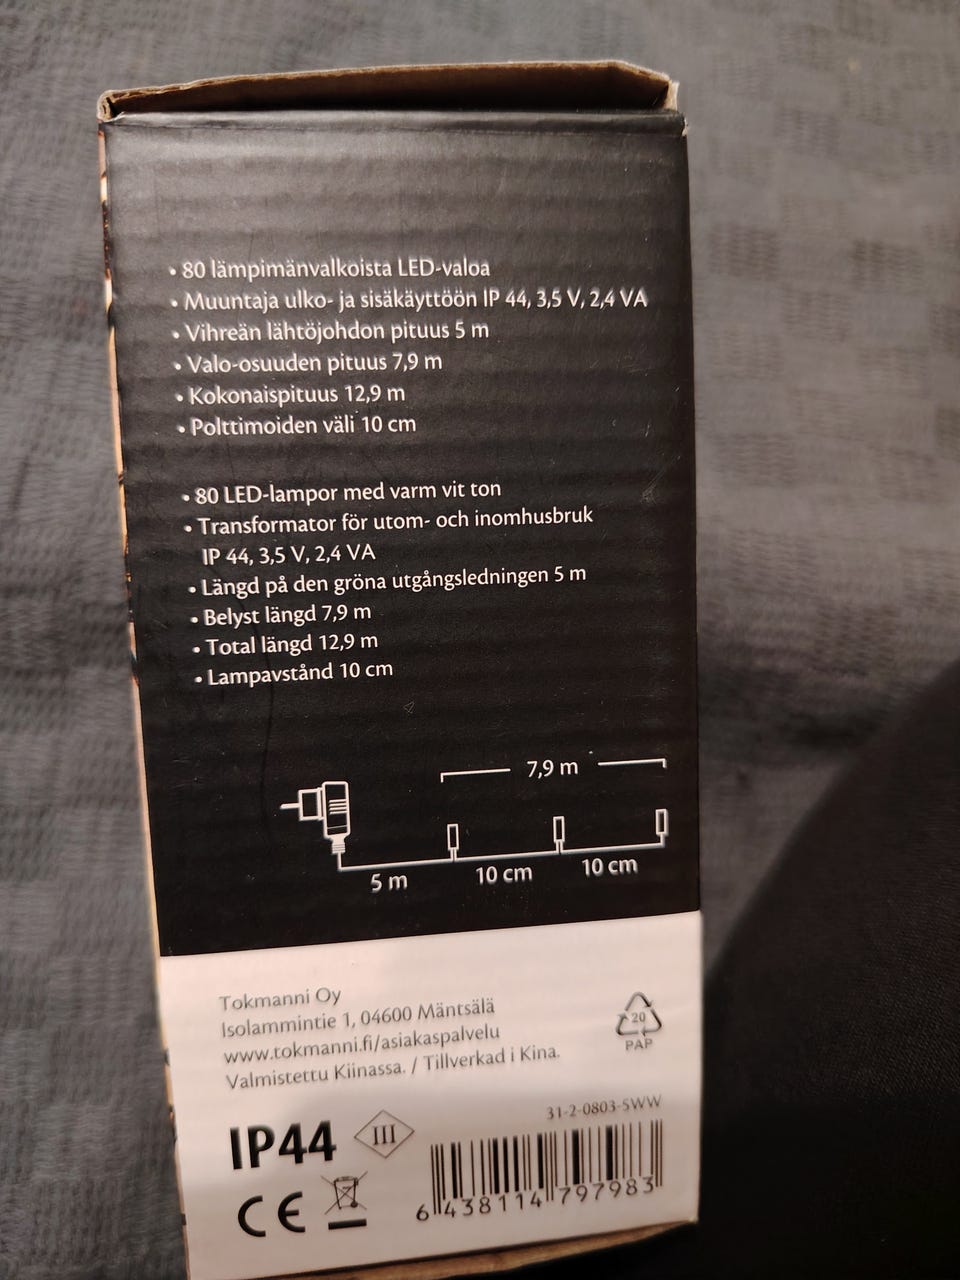 • 80 lämpimänvalkoista LED-valoa
• Muuntaja ulko- ja sisäkäyttöön IP 44, 3,5 V, 2,4 VA
• Vihreän lähtöjohdon pituus 5 m
• Valo-osuuden pituus 7,9 m
• Kokonaispituus 12,9 m
• Polttimoiden väli 10 cm
• 80 LED-lampor med varm vit ton
• Transformator för utom- och inomhusbruk
IP 44, 3,5 V, 2,4 VA
• Längd på den gröna utgångsledningen 5 m
• Belyst längd 7,9 m
• Total längd 12,9 m
• Lampavstånd 10 cm
7,9 m
5 m 10 cm 10 cm
Tokmanni Oy
Isolammintie 1, 04600 Mäntsälä
www.tokmanni.fi/asiakaspalvelu
Valmistettu Kiinassa. / Tillverkad i Kina.
20
PAP
31-2-0803-5WW
IP44 III
CE
6 438114 797983